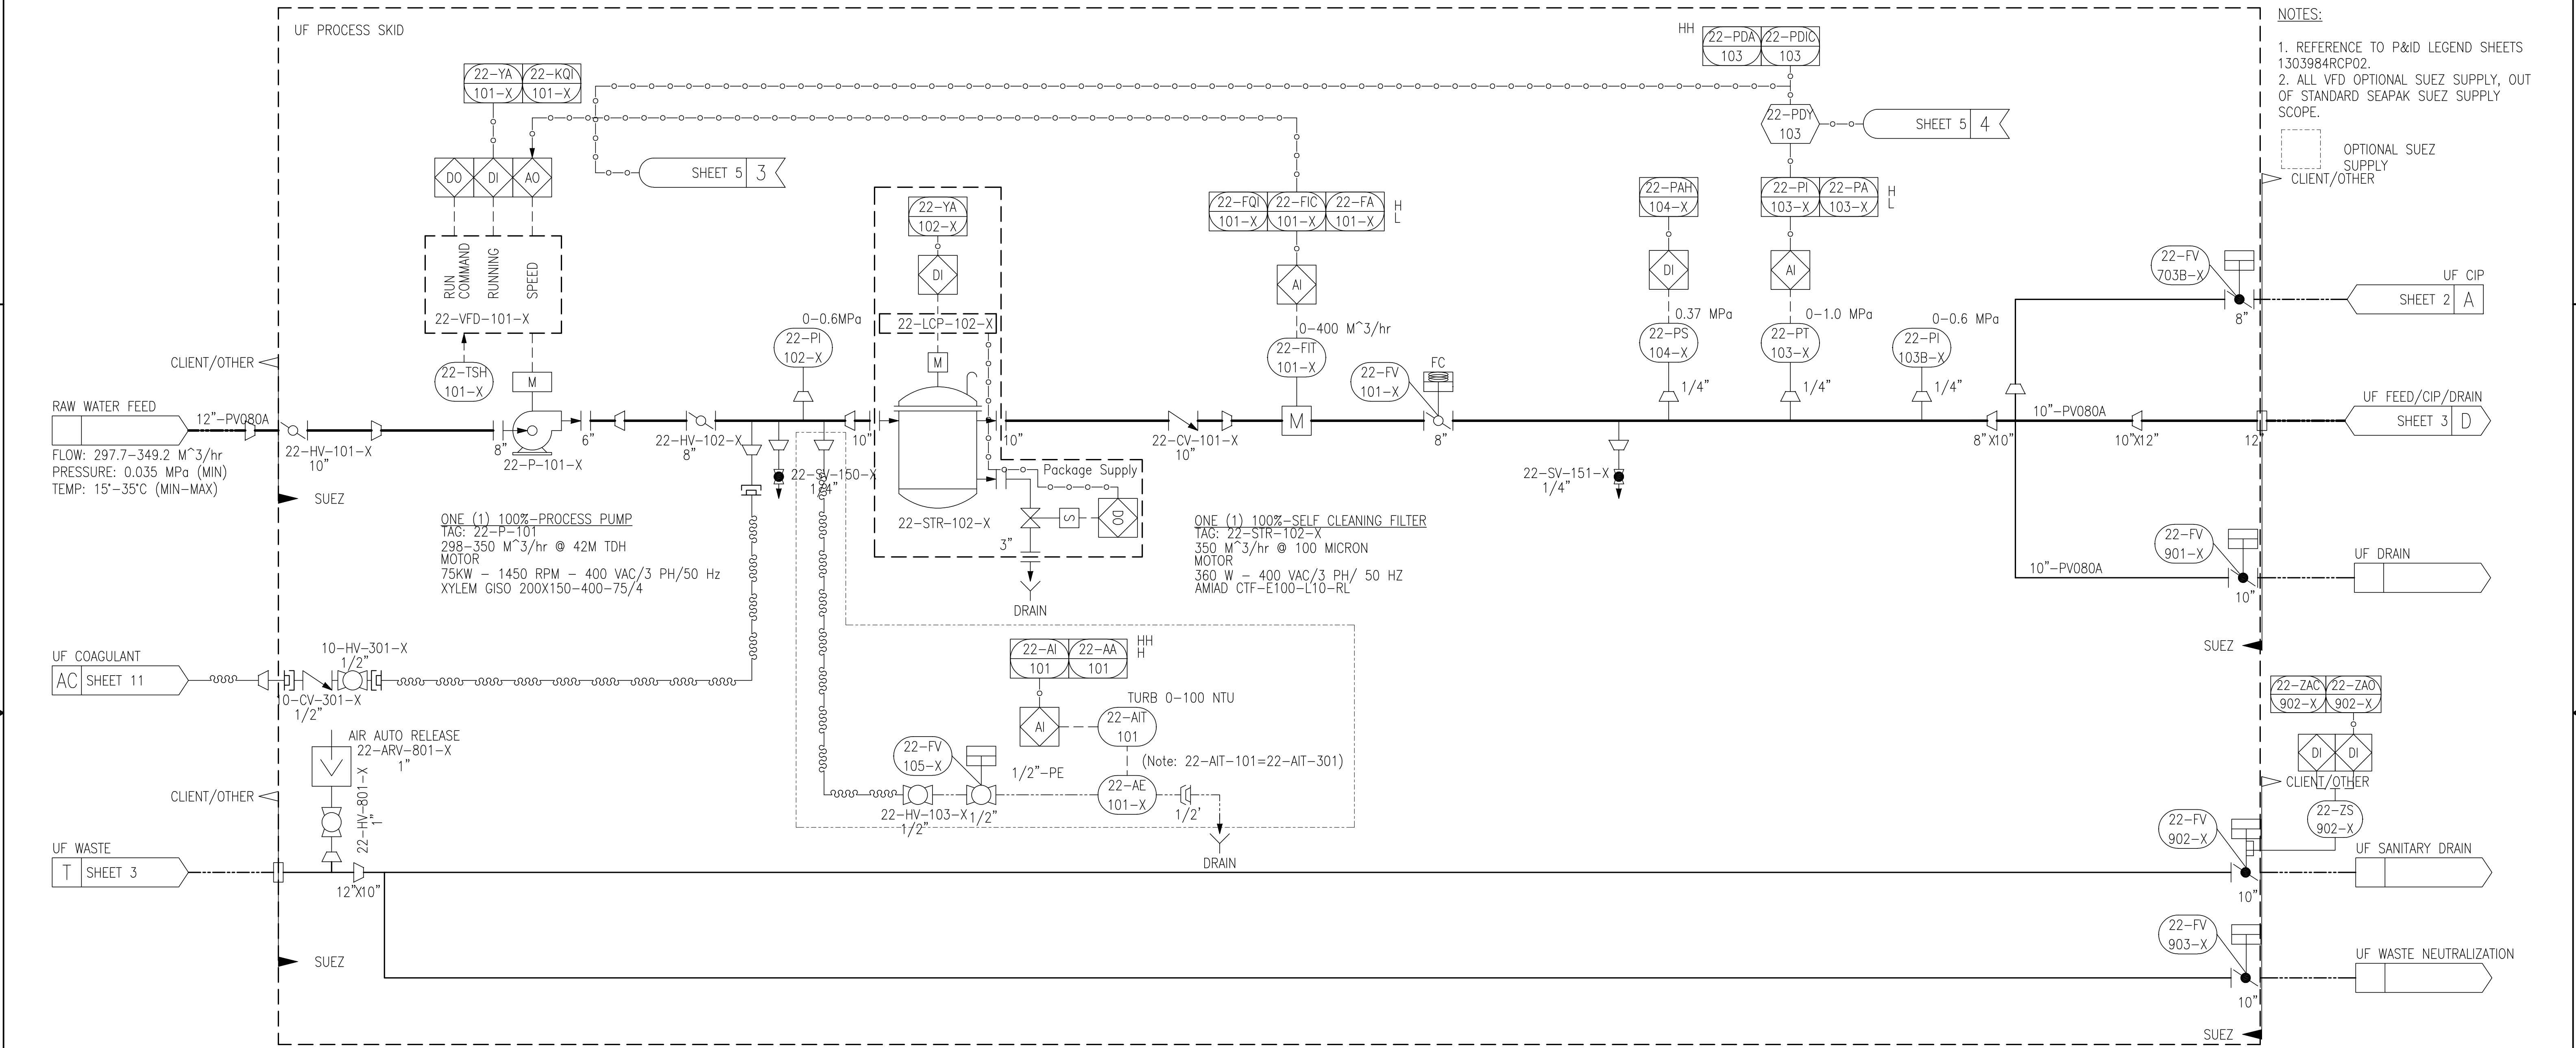 UF PROCESS SKID
NOTES:
1. REFERENCE TO P&ID LEGEND SHEETS
1303984RCP02.
2. ALL VFD OPTIONAL SUEZ SUPPLY, OUT
OF STANDARD SEAPAK SUEZ SUPPLY
SCOPE.
OPTIONAL SUEZ
SUPPLY
CLIENT/OTHER
22-YA
101-X
22-KQI
101-X
DO
DI
AO
RUN
COMMAND
RUNNING
SPEED
22-VFD-101-X
22-TSH
101-X
M
SHEET 5
3
HH
22-PDA
103
22-PDIC
103
22-PDY
103
SHEET 5
4
22-YA
102-X
DI
22-LCP-102-X
M
22-FQI
101-X
22-FIC
101-X
22-FA
101-X
H
L
AI
0-400 M^3/hr
22-FIT
101-X
M
22-PAH
104-X
DI
0.37 MPa
22-PS
104-X
1/4"
22-PI
103-X
22-PA
103-X
H
L
AI
0-1.0 MPa
22-PT
103-X
1/4"
0-0.6 MPa
22-PI
103B-X
1/4"
0-0.6MPa
22-PI
102-X
22-FV
101-X
FC
8"
22-FV
703B-X
8"
UF CIP
SHEET 2
A
CLIENT/OTHER
RAW WATER FEED
12"-PV080A
FLOW: 297.7-349.2 M^3/hr
PRESSURE: 0.035 MPa (MIN)
TEMP: 15°-35°C (MIN-MAX)
22-HV-101-X
10"
8"
22-P-101-X
6"
22-HV-102-X
8"
22-SV-150-X
1/4"
10"
10"
22-STR-102-X
Package Supply
S
DO
3"
DRAIN
22-CV-101-X
10"
22-SV-151-X
1/4"
8"X10"
10"-PV080A
10"X12"
12"
UF FEED/CIP/DRAIN
SHEET 3
D
SUEZ
ONE (1) 100%-PROCESS PUMP
TAG: 22-P-101
298-350 M^3/hr @ 42M TDH
MOTOR
75KW - 1450 RPM - 400 VAC/3 PH/50 Hz
XYLEM GISO 200X150-400-75/4
ONE (1) 100%-SELF CLEANING FILTER
TAG: 22-STR-102-X
350 M^3/hr @ 100 MICRON
MOTOR
360 W - 400 VAC/3 PH/ 50 HZ
AMIAD CTF-E100-L10-RL
22-FV
901-X
10"-PV080A
10"
UF DRAIN
SUEZ
UF COAGULANT
AC
SHEET 11
10-HV-301-X
1/2"
0-CV-301-X
1/2"
AIR AUTO RELEASE
22-ARV-801-X
1"
22-HV-801-X
1"
CLIENT/OTHER
22-AI
101
22-AA
101
HH
H
TURB 0-100 NTU
AI
22-AIT
101
(Note: 22-AIT-101=22-AIT-301)
22-FV
105-X
1/2"-PE
22-AE
101-X
22-HV-103-X
1/2"
1/2"
1/2'
DRAIN
22-ZAC
902-X
22-ZAO
902-X
DI
DI
CLIENT/OTHER
22-ZS
902-X
22-FV
902-X
UF WASTE
T
SHEET 3
12"X10"
10"
UF SANITARY DRAIN
22-FV
903-X
10"
UF WASTE NEUTRALIZATION
SUEZ
SUEZ